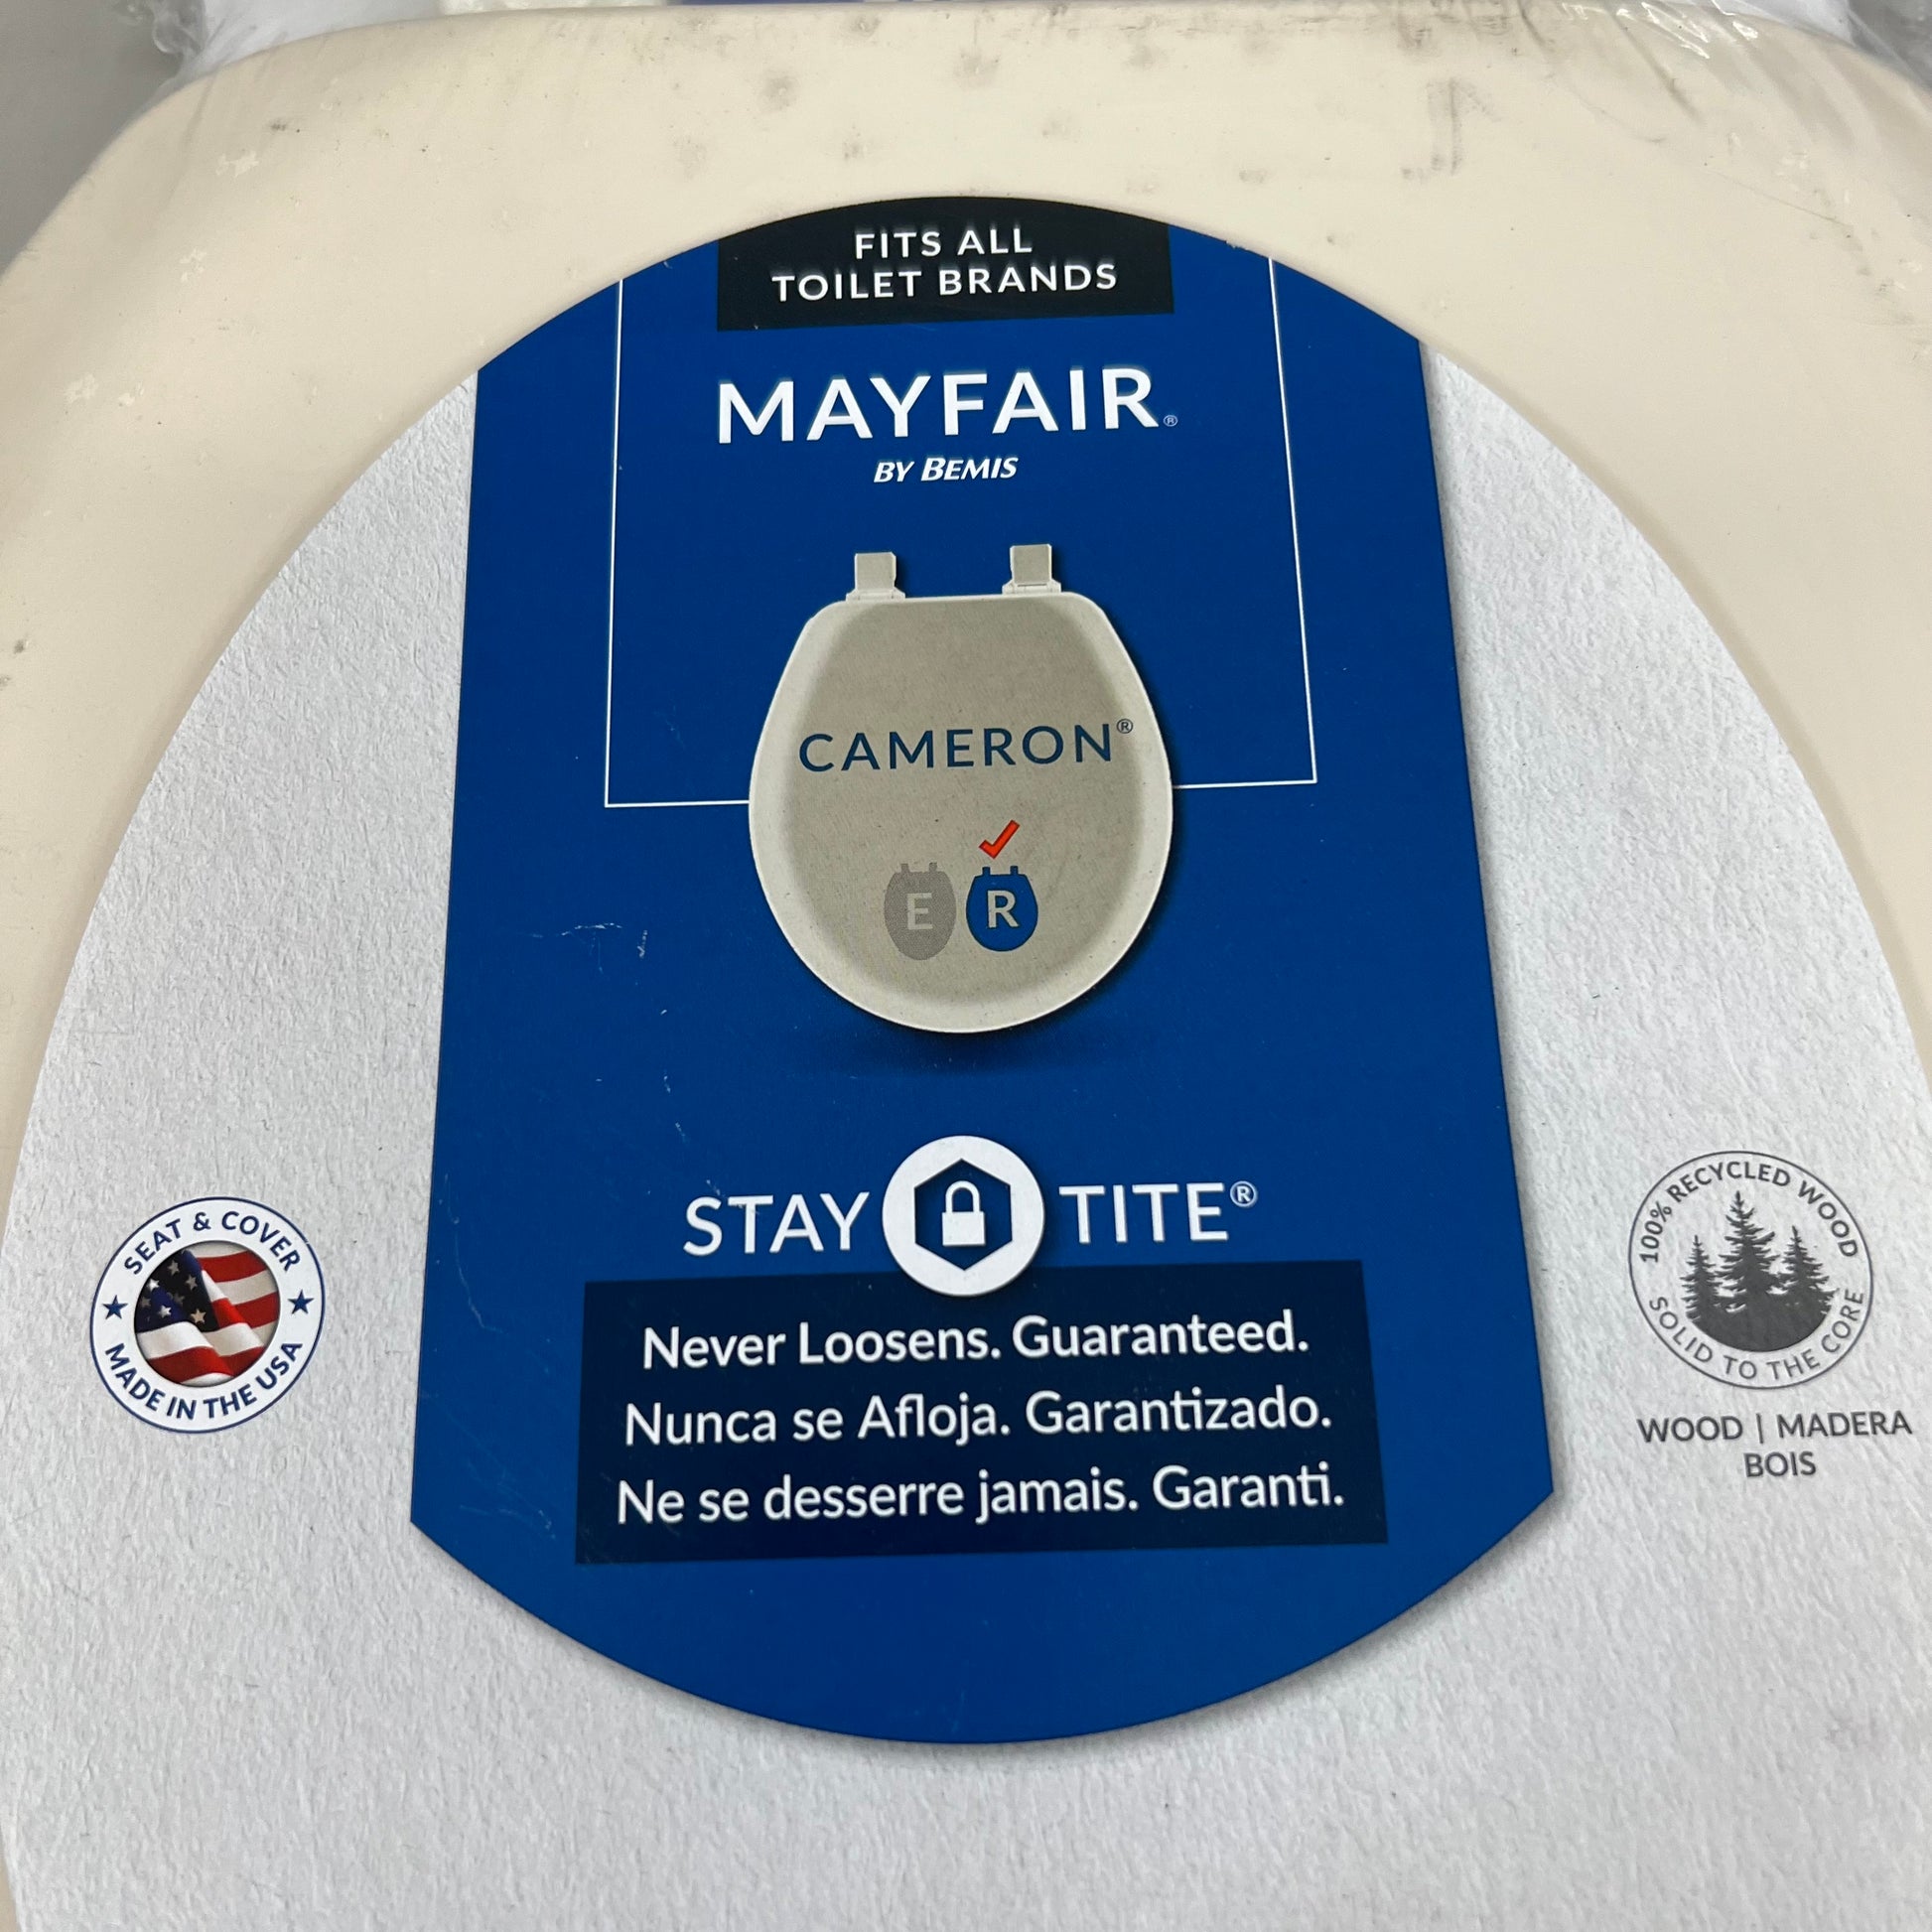 FITS ALL
TOILET BRANDS
MAYFAIR®
BY BEMIS
CAMERON®
E R
STAY TITE®
Never Loosens. Guaranteed.
Nunca se Afloja. Garantizado.
Ne se desserre jamais. Garanti.
SEAT & COVER
MADE IN THE USA
100% RECYCLED WOOD
SOLID TO THE CORE
WOOD | MADERA
BOIS